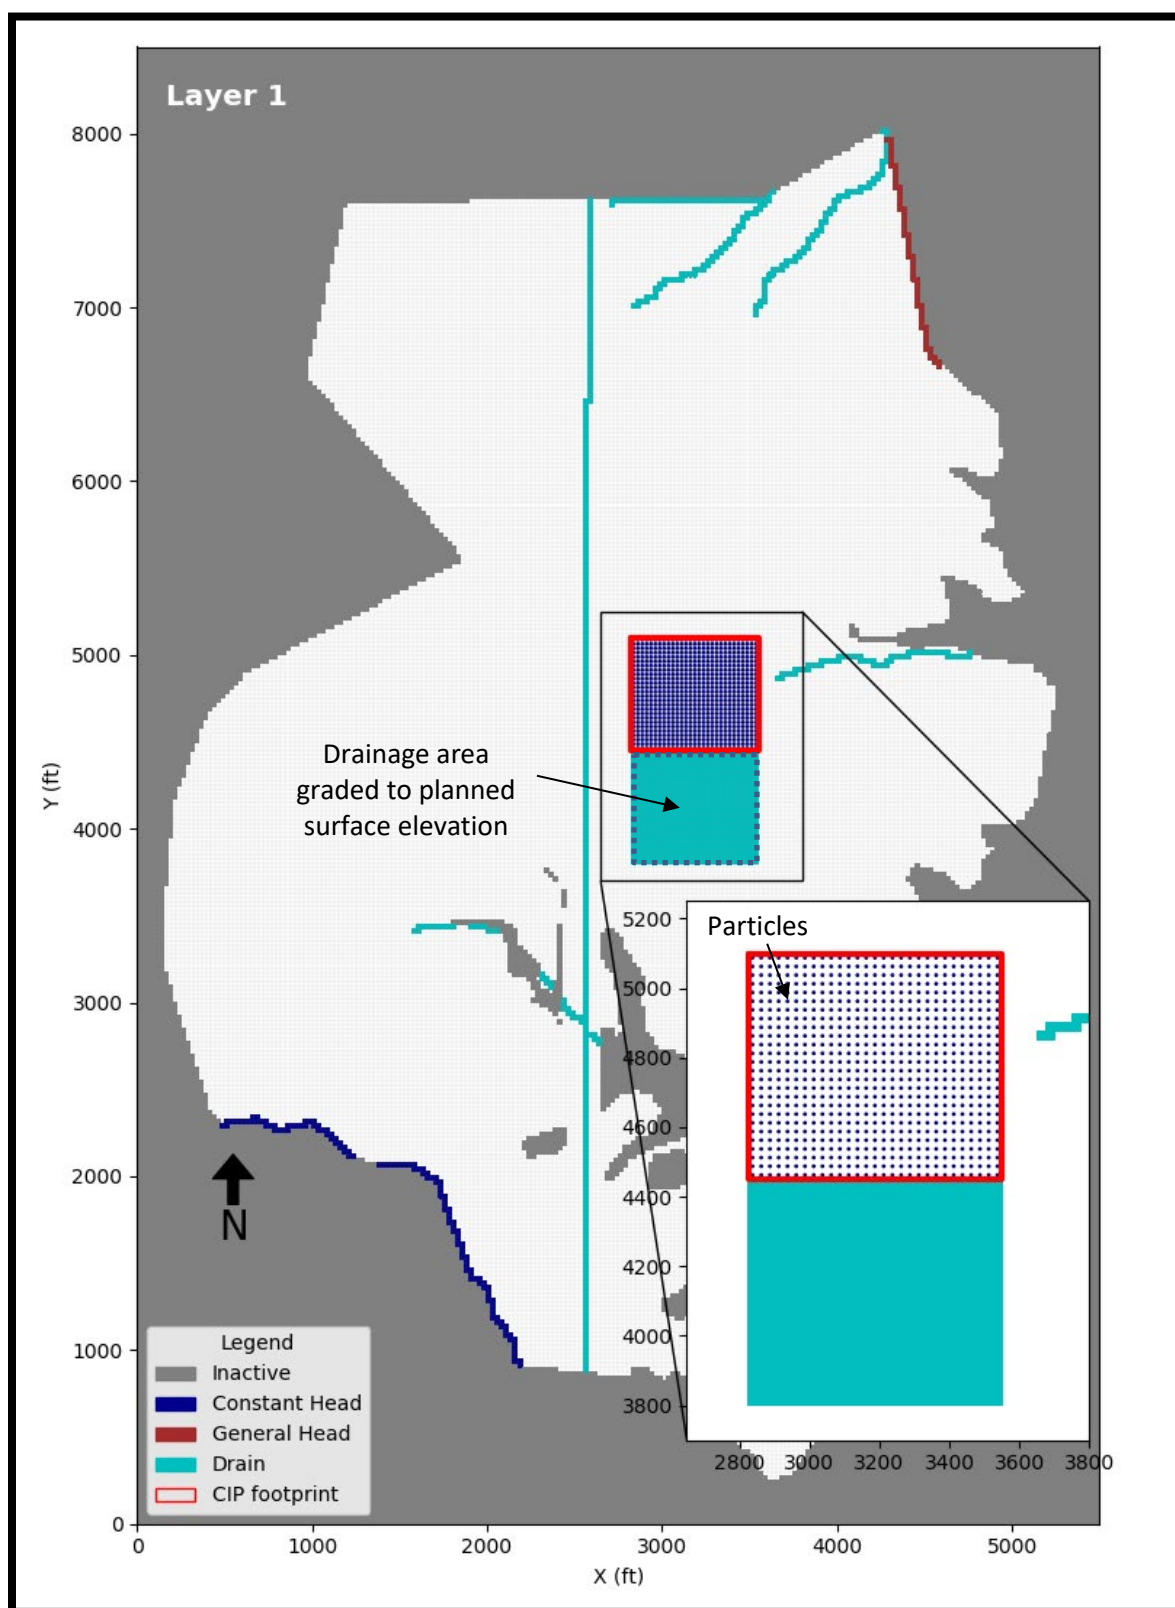 Layer 1
8000
7000
6000
5000
4000
3000
2000
1000
0
Y (ft)
Drainage area
graded to planned
surface elevation
Particles
5200
5000
4800
4600
4400
4200
4000
3800
2800 3000 3200 3400 3600 3800
N
Legend
Inactive
Constant Head
General Head
Drain
CIP footprint
0 1000 2000 3000 4000 5000
X (ft)